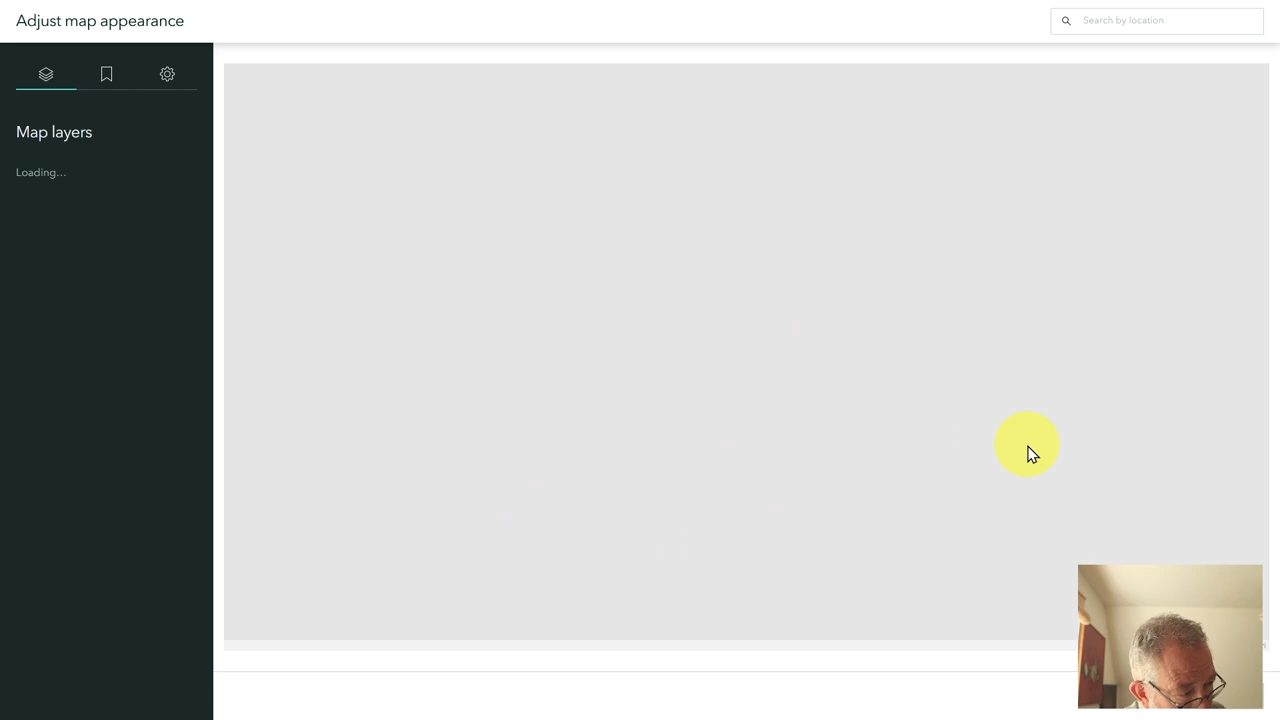 Adjust map appearance
Search by location
Map layers
Loading...